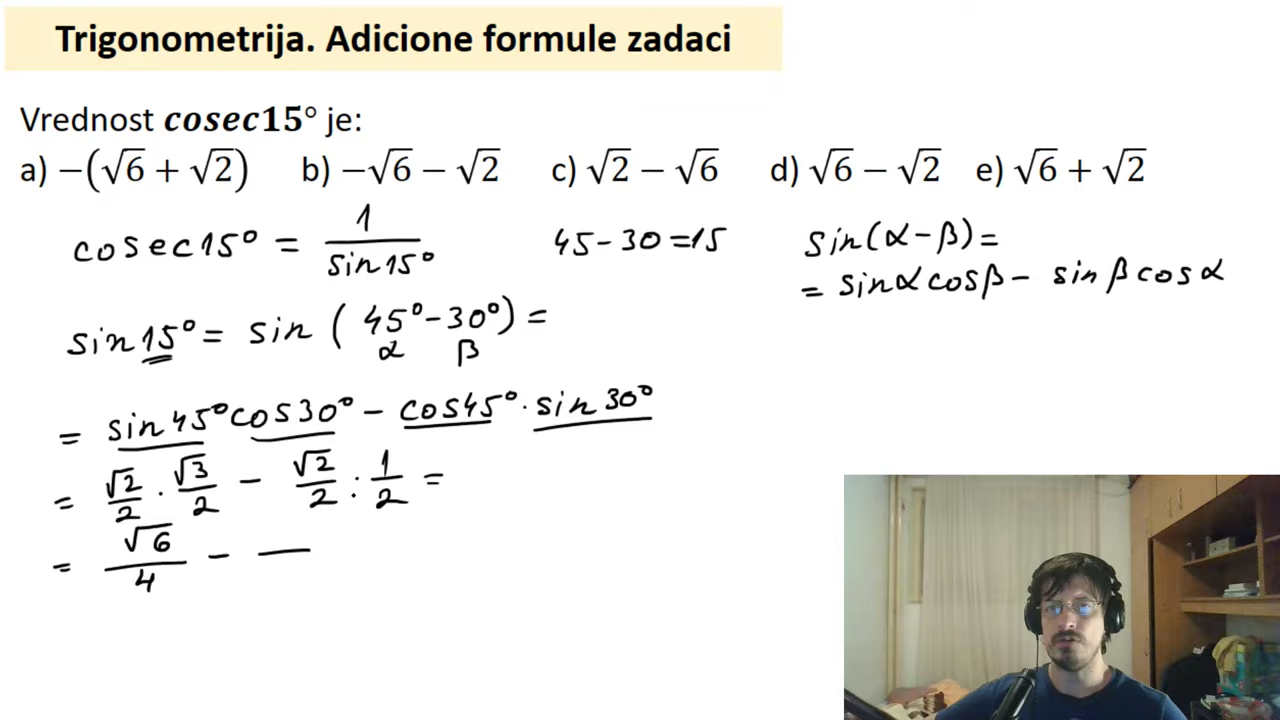 Trigonometrija. Adicione formule zadaci
Vrednost cosec15° je:
a) −(√6 + √2) b) −√6 − √2 c) √2 − √6 d) √6 − √2 e) √6 + √2
cosec15° = 1/sin15°
45 − 30 = 15
sin(α − β) =
= sinα cosβ − sinβ cosα
sin15° = sin (45° − 30°) =
α β
= sin45° cos30° − cos45° · sin30°
= √2/2 · √3/2 − √2/2 : 1/2 =
= √6/4 − —